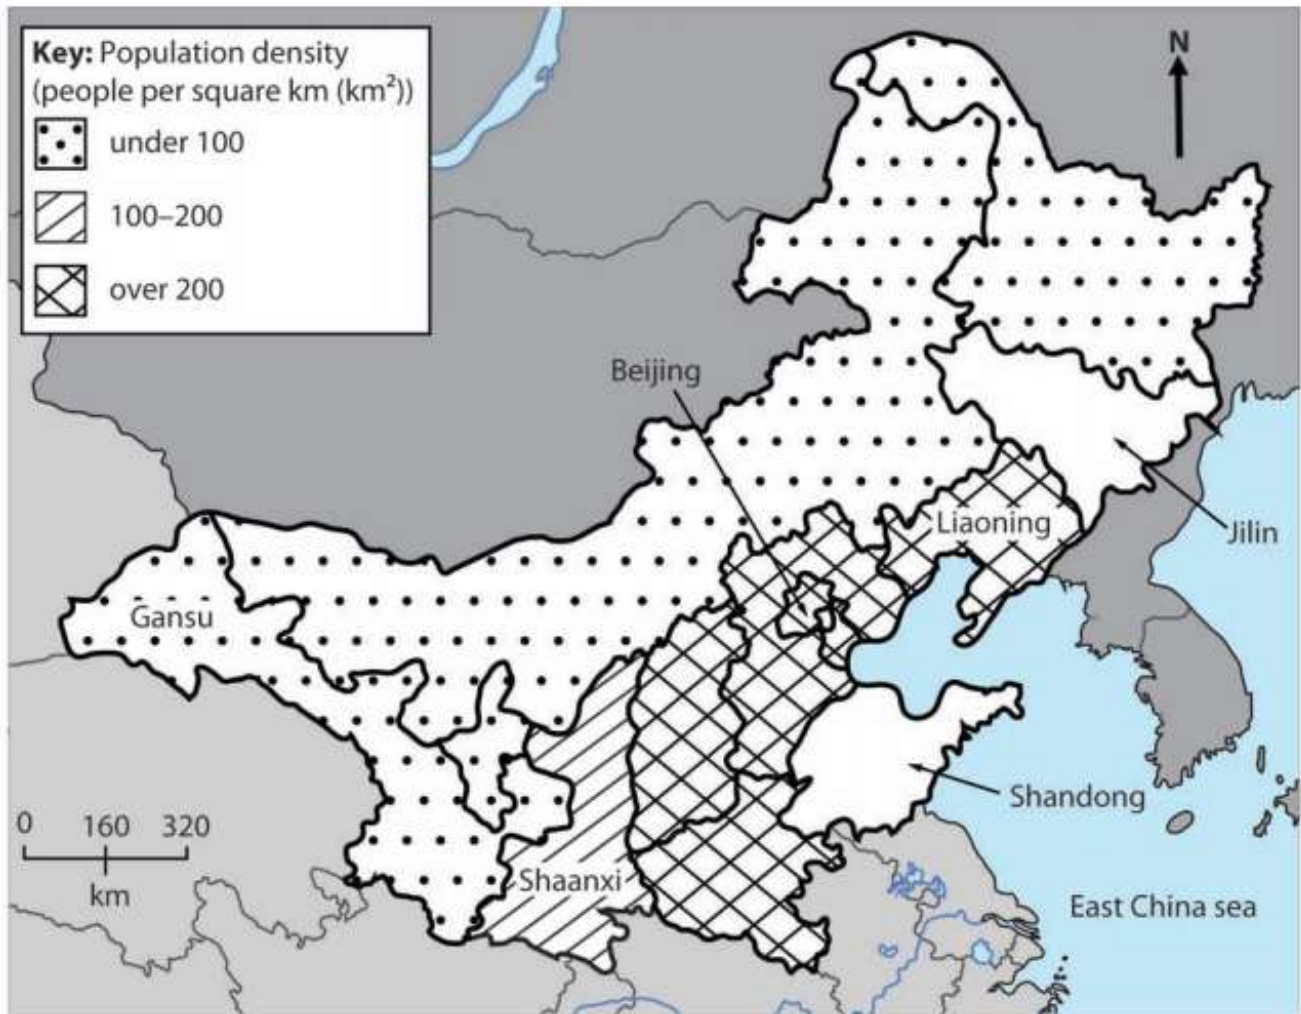 Key: Population density
(people per square km (km²))
under 100
100–200
over 200
N
Beijing
Liaoning
Jilin
Gansu
Shandong
0 160 320
km
Shaanxi
East China sea